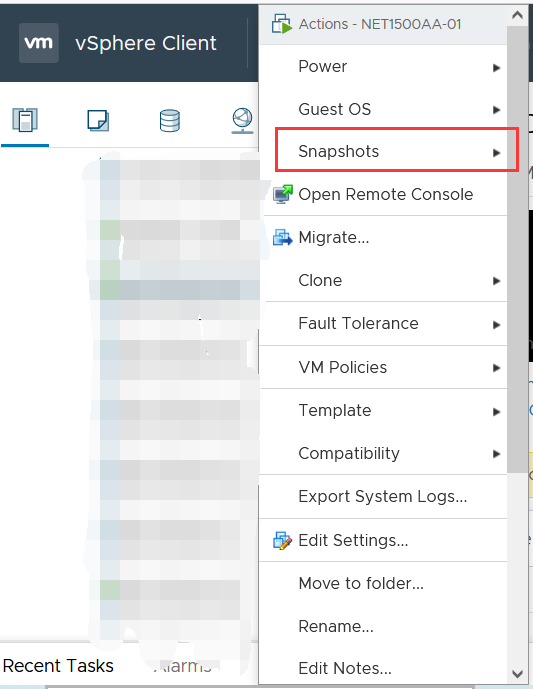 vm vSphere Client
Actions - NET1500AA-01
Power
Guest OS
Snapshots
Open Remote Console
Migrate...
Clone
Fault Tolerance
VM Policies
Template
Compatibility
Export System Logs...
Edit Settings...
Move to folder...
Rename...
Edit Notes...
Recent Tasks
Alarms